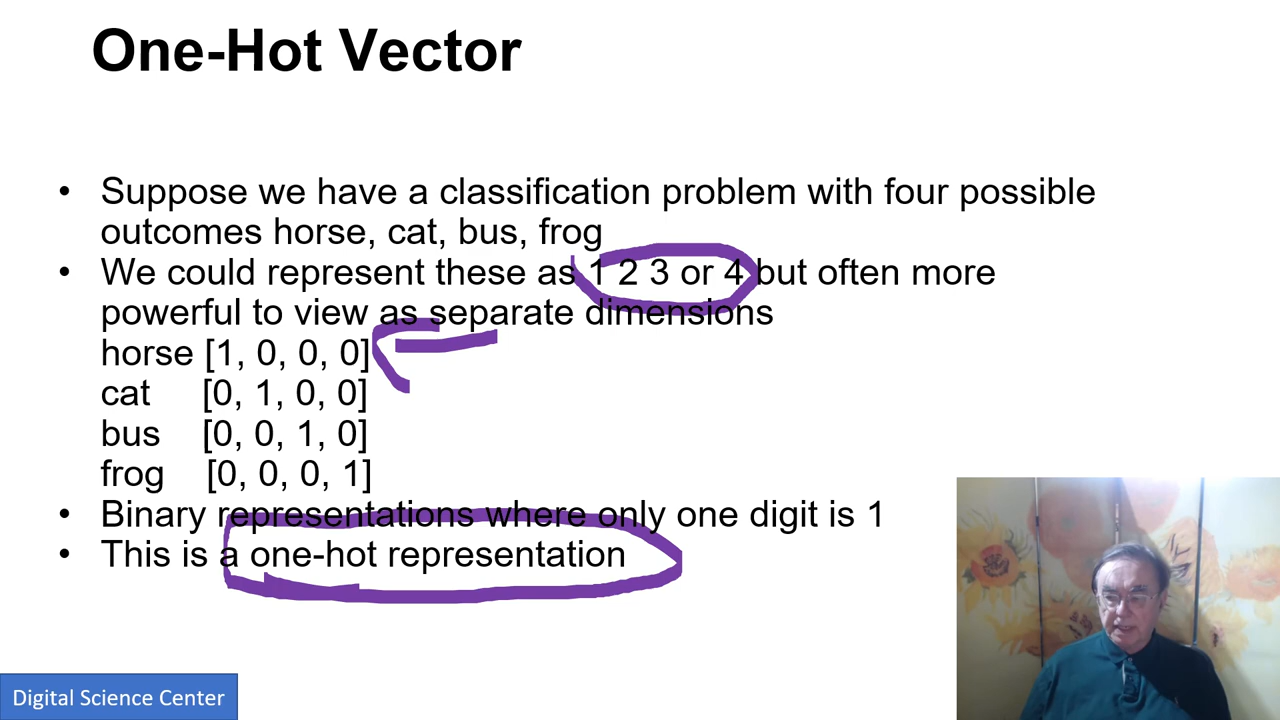 One-Hot Vector
• Suppose we have a classification problem with four possible
outcomes horse, cat, bus, frog
• We could represent these as 1 2 3 or 4 but often more
powerful to view as separate dimensions
horse [1, 0, 0, 0]
cat [0, 1, 0, 0]
bus [0, 0, 1, 0]
frog [0, 0, 0, 1]
• Binary representations where only one digit is 1
• This is a one-hot representation
Digital Science Center